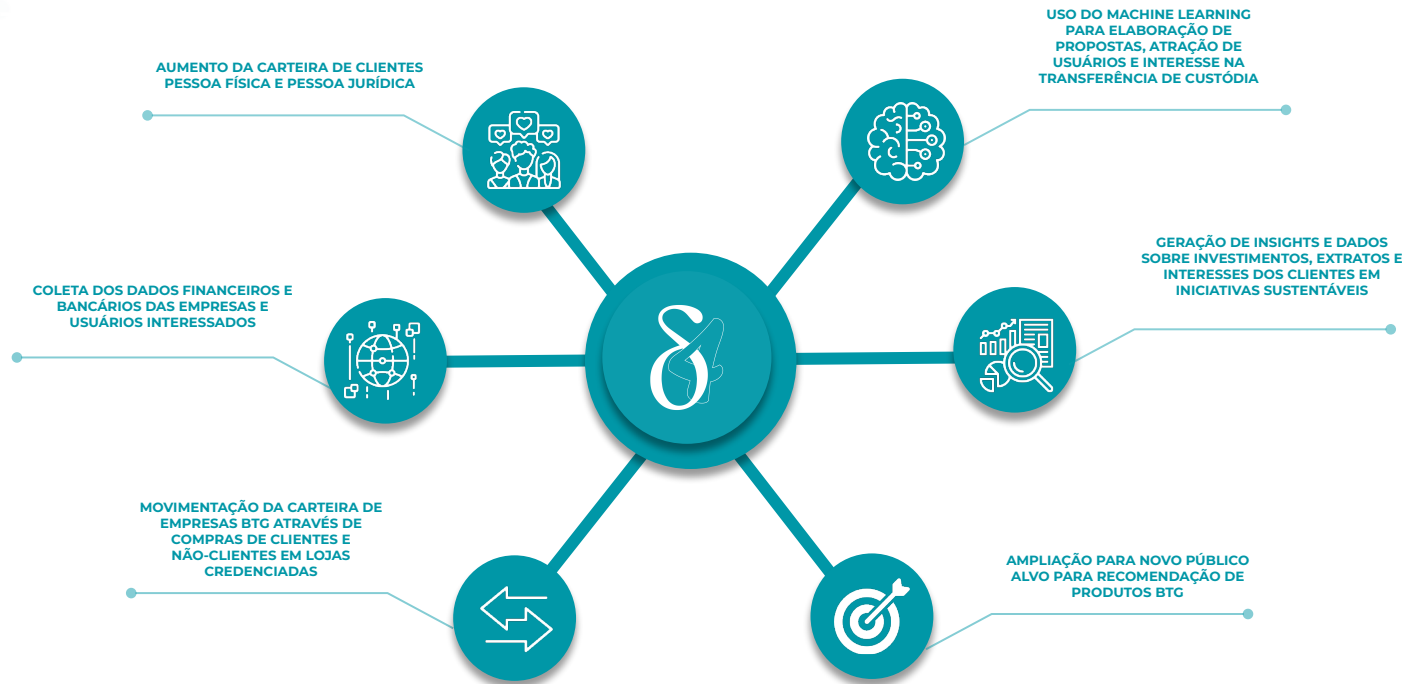 AUMENTO DA CARTEIRA DE CLIENTES
PESSOA FÍSICA E PESSOA JURÍDICA
USO DO MACHINE LEARNING
PARA ELABORAÇÃO DE
PROPOSTAS, ATRAÇÃO DE
USUÁRIOS E INTERESSE NA
TRANSFERÊNCIA DE CUSTÓDIA
COLETA DOS DADOS FINANCEIROS E
BANCÁRIOS DAS EMPRESAS E
USUÁRIOS INTERESSADOS
GERAÇÃO DE INSIGHTS E DADOS
SOBRE INVESTIMENTOS, EXTRATOS E
INTERESSES DOS CLIENTES EM
INICIATIVAS SUSTENTÁVEIS
MOVIMENTAÇÃO DA CARTEIRA DE
EMPRESAS BTG ATRAVÉS DE
COMPRAS DE CLIENTES E
NÃO-CLIENTES EM LOJAS
CREDENCIADAS
AMPLIAÇÃO PARA NOVO PÚBLICO
ALVO PARA RECOMENDAÇÃO DE
PRODUTOS BTG